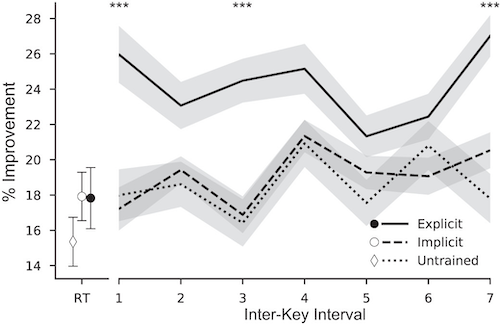 *** *** ***
28
26
24
22
20
18
16
14
% Improvement
Explicit
Implicit
Untrained
RT 1 2 3 4 5 6 7
Inter-Key Interval